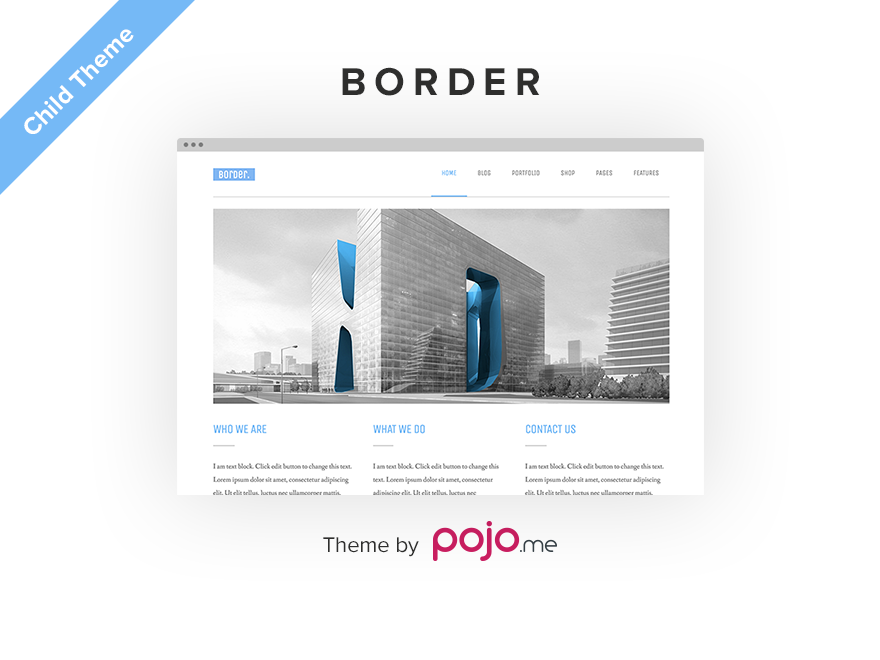 Child Theme
BORDER
Border.
HOME BLOG PORTFOLIO SHOP PAGES FEATURES
WHO WE ARE
I am text block. Click edit button to change this text.
Lorem ipsum dolor sit amet, consectetur adipiscing
elit. Ut elit tellus, luctus nec ullamcorper mattis,
WHAT WE DO
I am text block. Click edit button to change this
text. Lorem ipsum dolor sit amet, consectetur
adipiscing elit. Ut elit tellus, luctus nec
CONTACT US
I am text block. Click edit button to change this text.
Lorem ipsum dolor sit amet, consectetur adipiscing
elit. Ut elit tellus, luctus nec ullamcorper mattis,
Theme by pojo.me